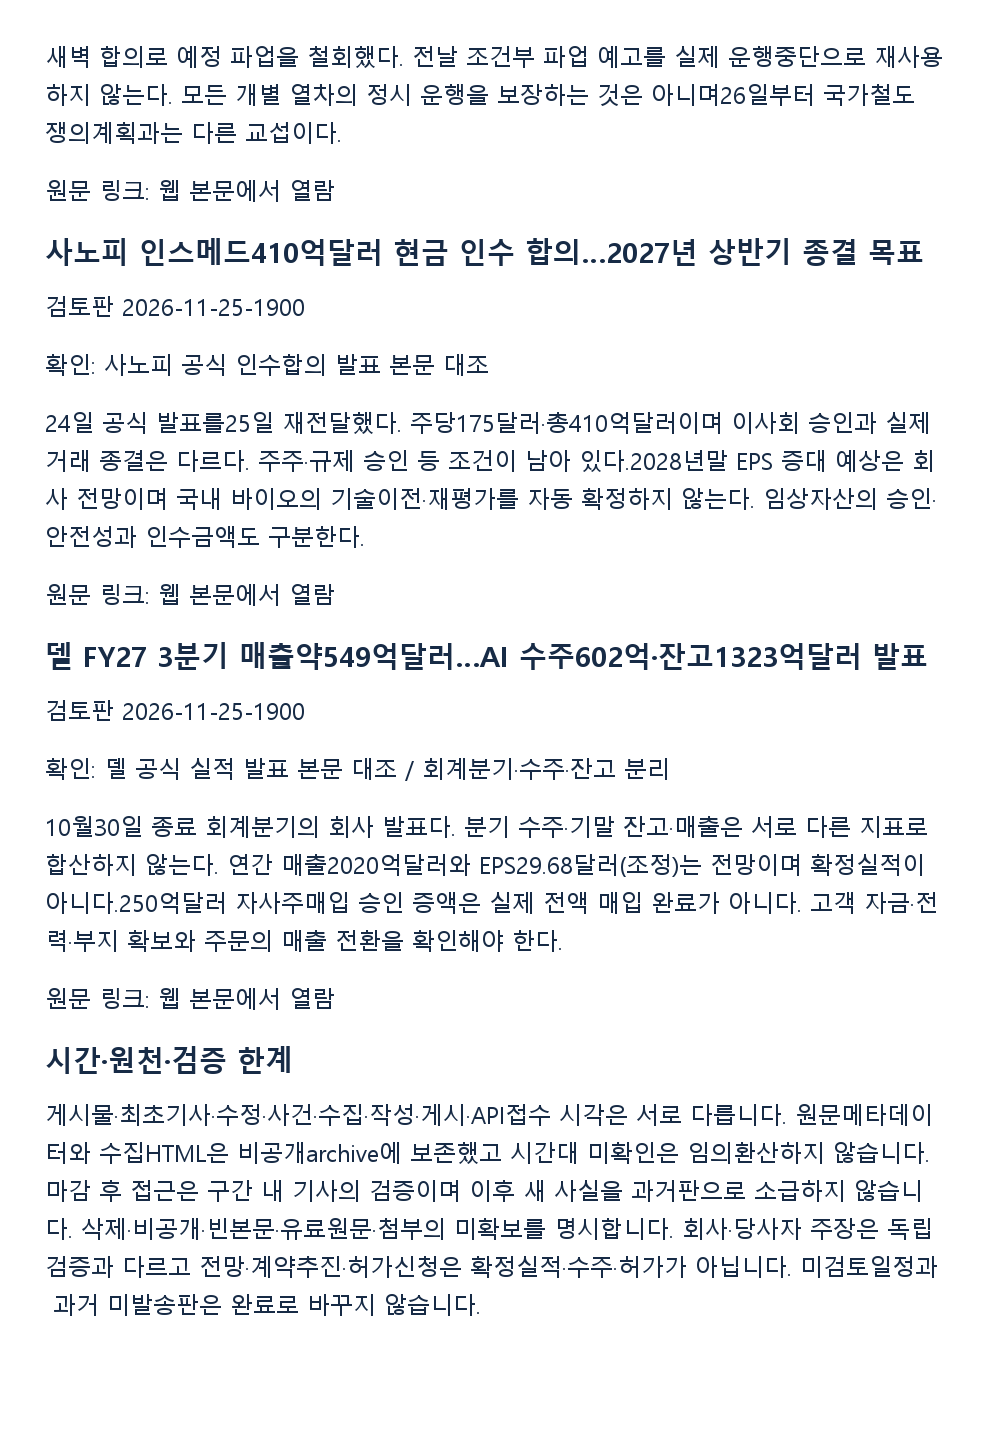 새벽 합의로 예정 파업을 철회했다. 전날 조건부 파업 예고를 실제 운행중단으로 재사용
하지 않는다. 모든 개별 열차의 정시 운행을 보장하는 것은 아니며26일부터 국가철도
쟁의계획과는 다른 교섭이다.
원문 링크: 웹 본문에서 열람
사노피 인스메드410억달러 현금 인수 합의…2027년 상반기 종결 목표
검토판 2026-11-25-1900
확인: 사노피 공식 인수합의 발표 본문 대조
24일 공식 발표를25일 재전달했다. 주당175달러·총410억달러이며 이사회 승인과 실제
거래 종결은 다르다. 주주·규제 승인 등 조건이 남아 있다.2028년말 EPS 증대 예상은 회
사 전망이며 국내 바이오의 기술이전·재평가를 자동 확정하지 않는다. 임상자산의 승인·
안전성과 인수금액도 구분한다.
원문 링크: 웹 본문에서 열람
델 FY27 3분기 매출약549억달러…AI 수주602억·잔고1323억달러 발표
검토판 2026-11-25-1900
확인: 델 공식 실적 발표 본문 대조 / 회계분기·수주·잔고 분리
10월30일 종료 회계분기의 회사 발표다. 분기 수주·기말 잔고·매출은 서로 다른 지표로
합산하지 않는다. 연간 매출2020억달러와 EPS29.68달러(조정)는 전망이며 확정실적이
아니다.250억달러 자사주매입 승인 증액은 실제 전액 매입 완료가 아니다. 고객 자금·전
력·부지 확보와 주문의 매출 전환을 확인해야 한다.
원문 링크: 웹 본문에서 열람
시간·원천·검증 한계
게시물·최초기사·수정·사건·수집·작성·게시·API접수 시각은 서로 다릅니다. 원문메타데이
터와 수집HTML은 비공개archive에 보존했고 시간대 미확인은 임의환산하지 않습니다.
마감 후 접근은 구간 내 기사의 검증이며 이후 새 사실을 과거판으로 소급하지 않습니
다. 삭제·비공개·빈본문·유료원문·첨부의 미확보를 명시합니다. 회사·당사자 주장은 독립
검증과 다르고 전망·계약추진·허가신청은 확정실적·수주·허가가 아닙니다. 미검토일정과
과거 미발송판은 완료로 바꾸지 않습니다.